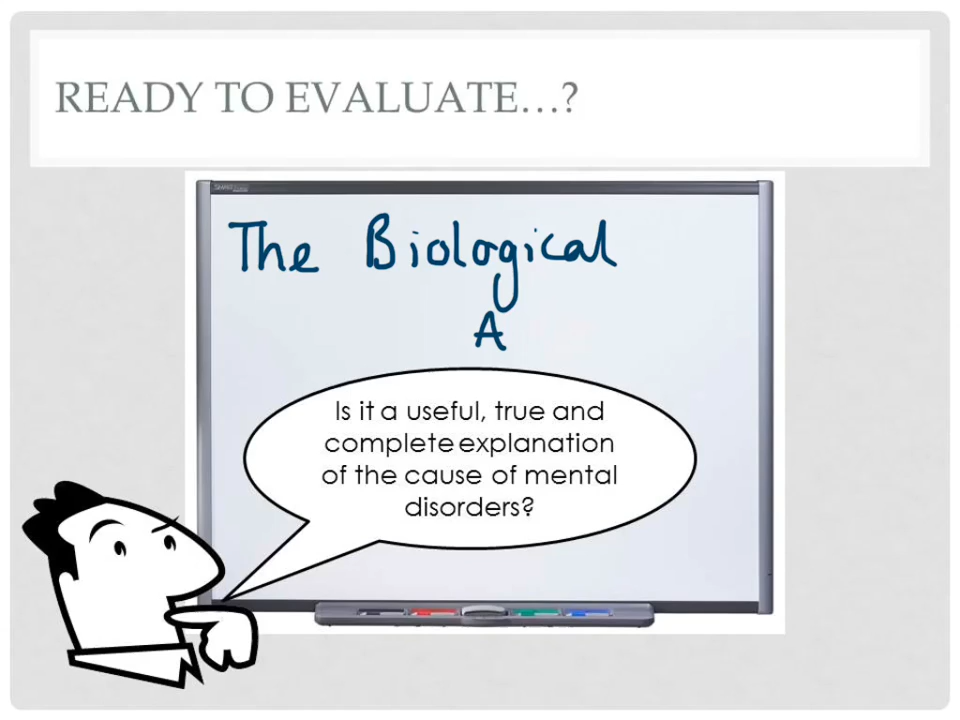 READY TO EVALUATE...?
The Biological
A
Is it a useful, true and
complete explanation
of the cause of mental
disorders?